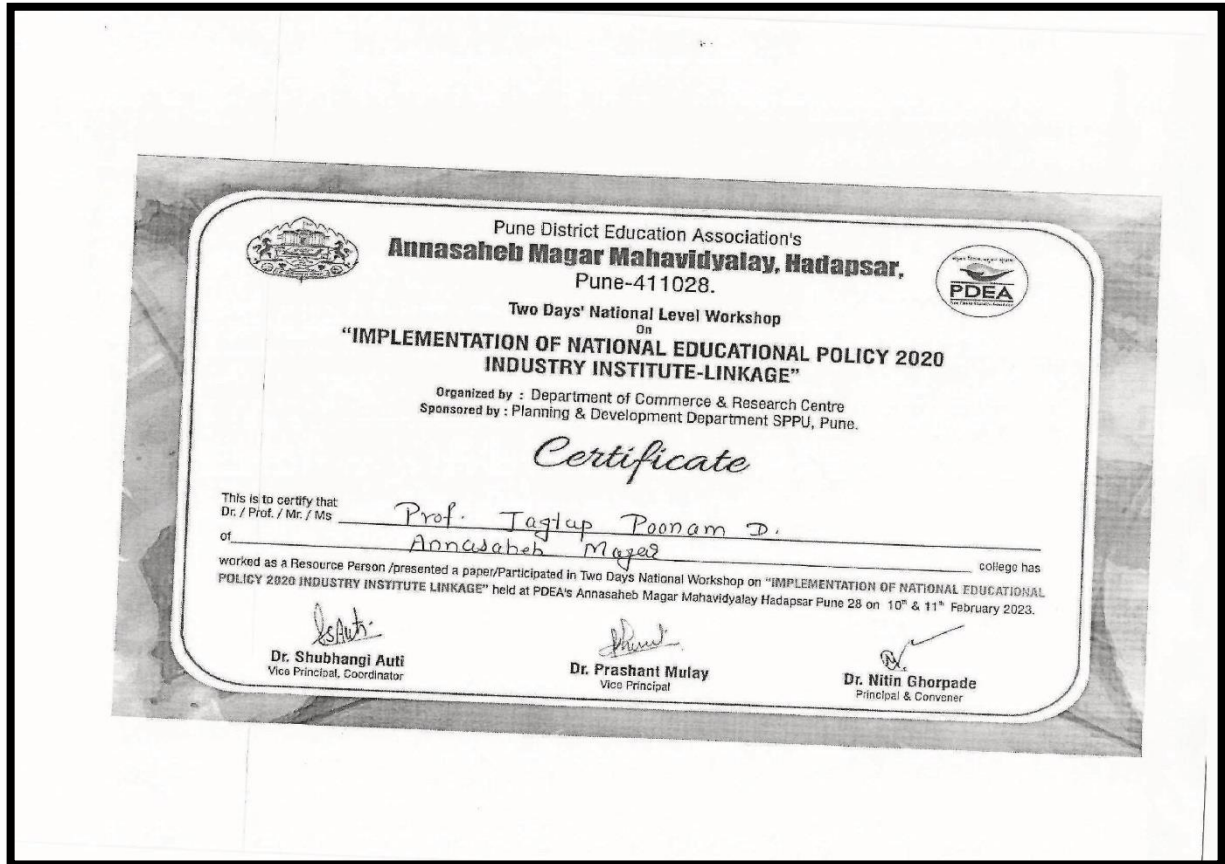 Pune District Education Association's
Annasaheb Magar Mahavidyalay, Hadapsar,
Pune-411028.
PDEA
Two Days' National Level Workshop
On
"IMPLEMENTATION OF NATIONAL EDUCATIONAL POLICY 2020
INDUSTRY INSTITUTE-LINKAGE"
Organized by : Department of Commerce & Research Centre
Sponsored by : Planning & Development Department SPPU, Pune.
Certificate
This is to certify that
Dr. / Prof. / Mr. / Ms Prof. Jagtap Poonam D.
of Annasaheb Magar college has
worked as a Resource Person /presented a paper/Participated in Two Days National Workshop on "IMPLEMENTATION OF NATIONAL EDUCATIONAL
POLICY 2020 INDUSTRY INSTITUTE LINKAGE" held at PDEA's Annasaheb Magar Mahavidyalay Hadapsar Pune 28 on 10th & 11th February 2023.
Dr. Shubhangi Auti
Vice Principal, Coordinator
Dr. Prashant Mulay
Vice Principal
Dr. Nitin Ghorpade
Principal & Convener